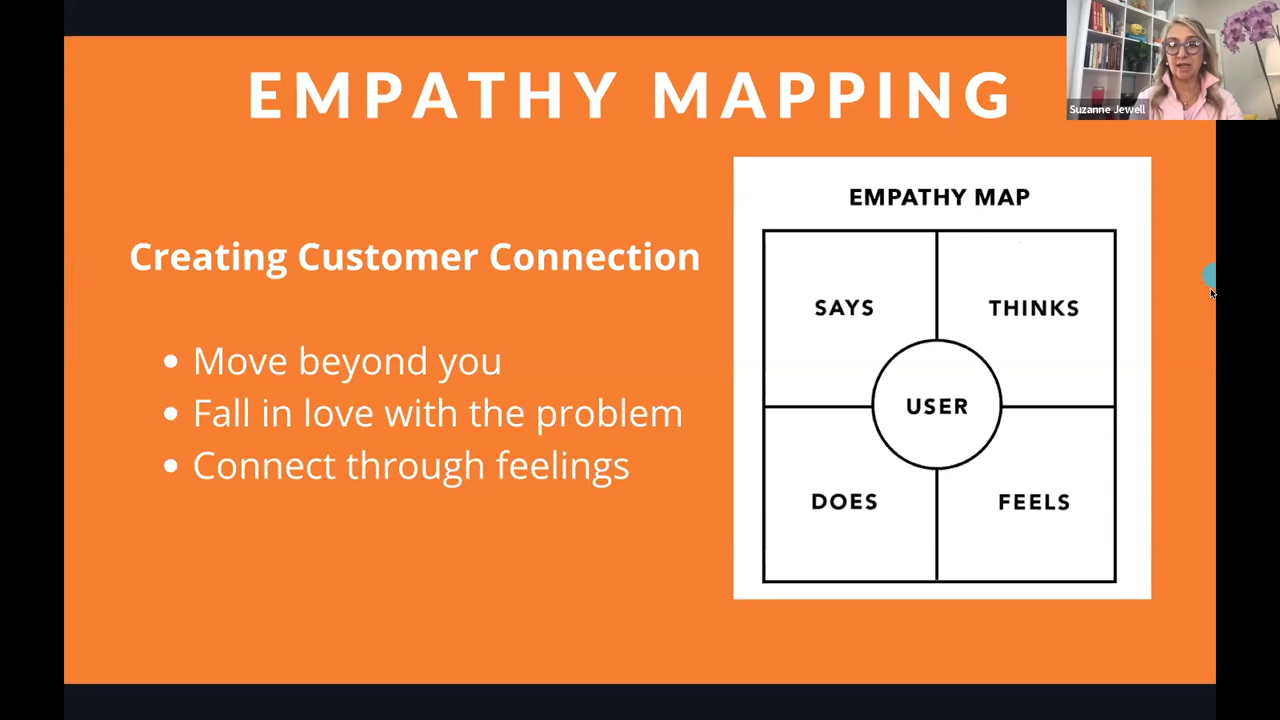 EMPATHY MAPPING
Suzanne Jewell
Creating Customer Connection
• Move beyond you
• Fall in love with the problem
• Connect through feelings
EMPATHY MAP
SAYS
THINKS
USER
DOES
FEELS